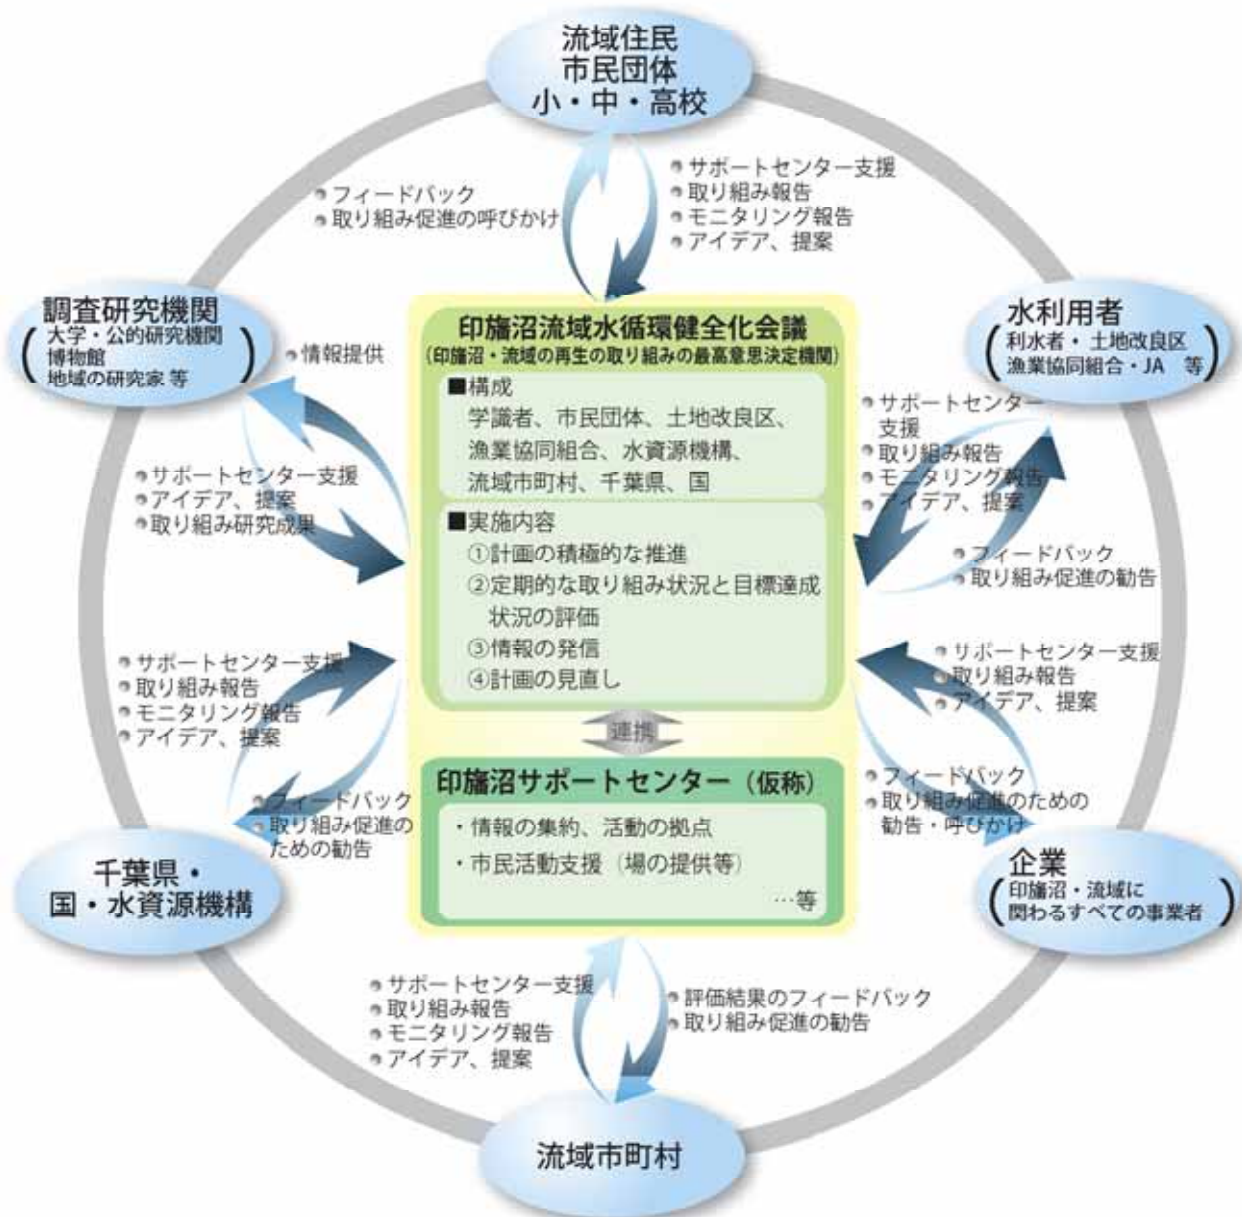 流域住民
市民団体
小・中・高校
フィードバック
取り組み促進の呼びかけ
サポートセンター支援
取り組み報告
モニタリング報告
アイデア、提案
調査研究機関
(大学・公的研究機関
博物館
地域の研究家 等)
情報提供
サポートセンター支援
アイデア、提案
取り組み研究成果
水利用者
(利水者・土地改良区
漁業協同組合・JA 等)
サポートセンター
支援
取り組み報告
モニタリング報告
アイデア、提案
フィードバック
取り組み促進の勧告
印旛沼流域水循環健全化会議
(印旛沼・流域の再生の取り組みの最高意思決定機関)
■構成
学識者、市民団体、土地改良区、
漁業協同組合、水資源機構、
流域市町村、千葉県、国
■実施内容
①計画の積極的な推進
②定期的な取り組み状況と目標達成
状況の評価
③情報の発信
④計画の見直し
連携
印旛沼サポートセンター(仮称)
・情報の集約、活動の拠点
・市民活動支援(場の提供等)
…等
サポートセンター支援
取り組み報告
モニタリング報告
アイデア、提案
フィードバック
取り組み促進の
ための勧告
千葉県・
国・水資源機構
サポートセンター支援
取り組み報告
アイデア、提案
フィードバック
取り組み促進のための
勧告・呼びかけ
企業
(印旛沼・流域に
関わるすべての事業者)
サポートセンター支援
取り組み報告
モニタリング報告
アイデア、提案
評価結果のフィードバック
取り組み促進の勧告
流域市町村